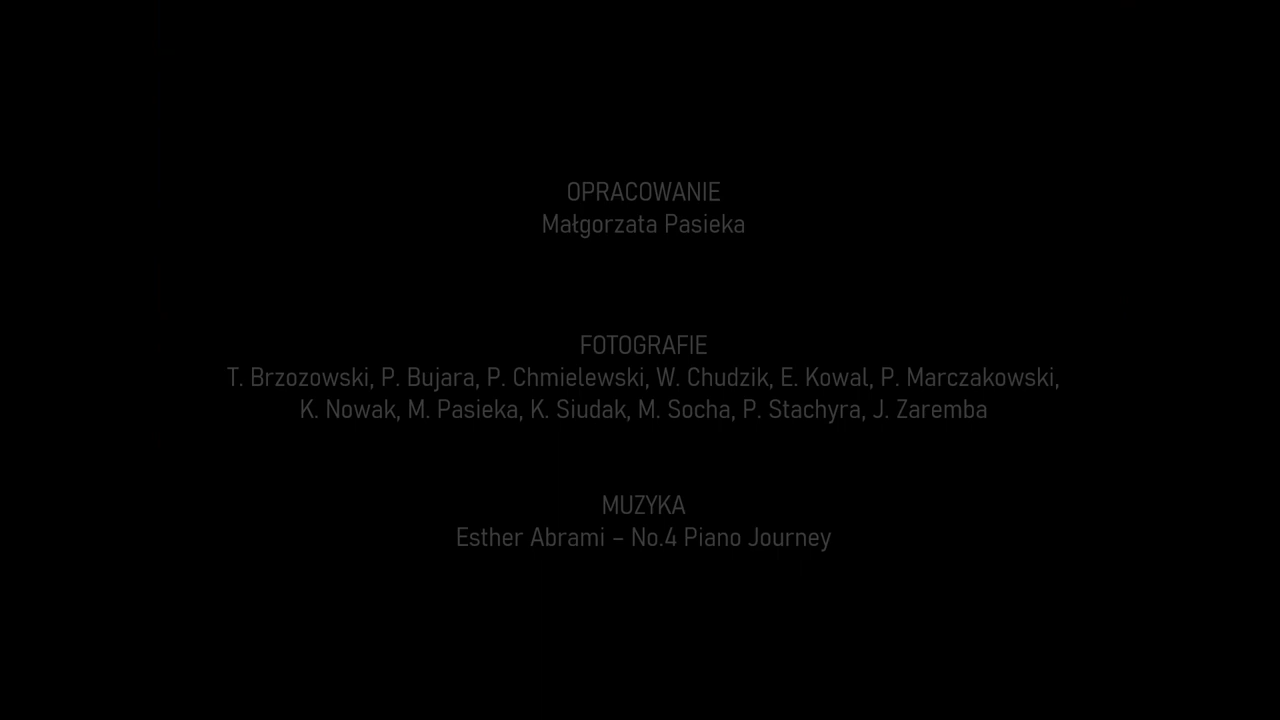 OPRACOWANIE
Małgorzata Pasieka
FOTOGRAFIE
T. Brzozowski, P. Bujara, P. Chmielewski, W. Chudzik, E. Kowal, P. Marczakowski,
K. Nowak, M. Pasieka, K. Siudak, M. Socha, P. Stachyra, J. Zaremba
MUZYKA
Esther Abrami – No.4 Piano Journey